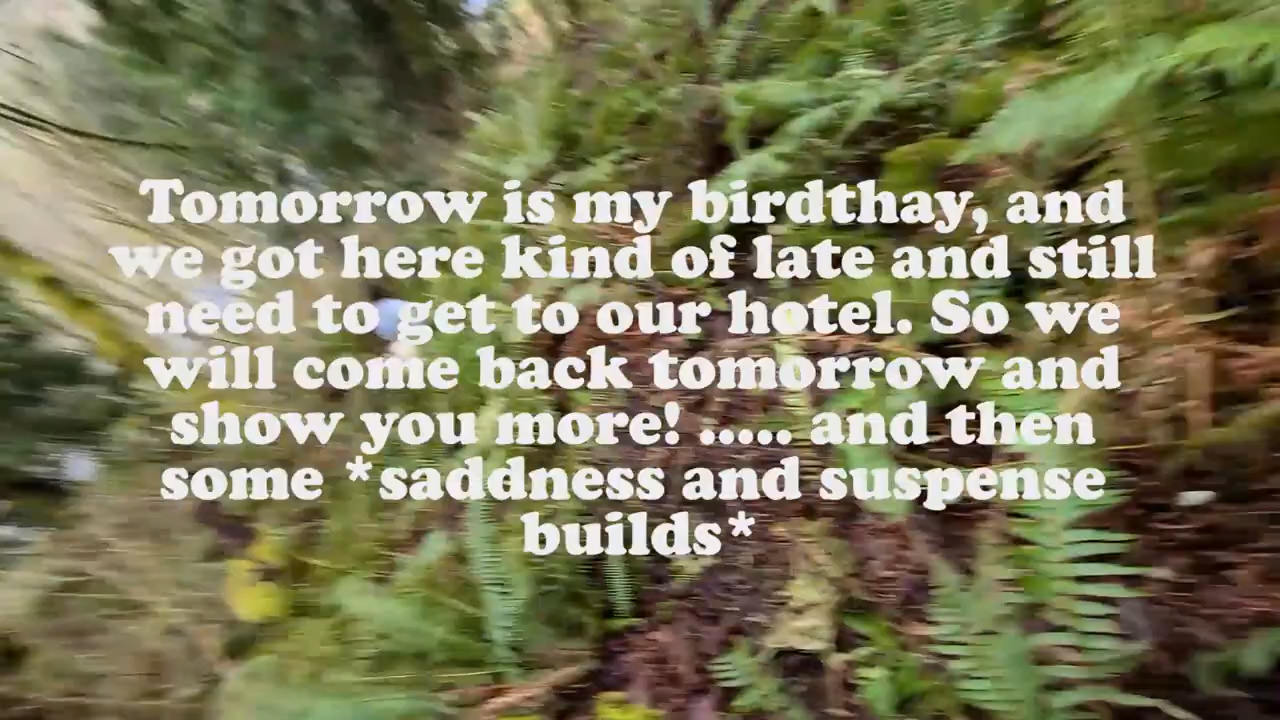 Tomorrow is my birdthay, and
we got here kind of late and still
need to get to our hotel. So we
will come back tomorrow and
show you more! ..... and then
some *saddness and suspense
builds*